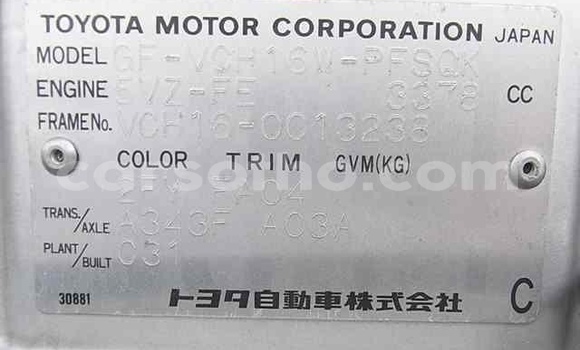 TOYOTA MOTOR CORPORATION JAPAN
MODEL GF-VCH16W-PFSQK
ENGINE 5VZ-FE 3378 CC
FRAME No. VCH16-0013238
COLOR TRIM GVM(KG)
FA04
TRANS./AXLE A343F A03A
PLANT/BUILT C31
30881 トヨタ自動車株式会社 C